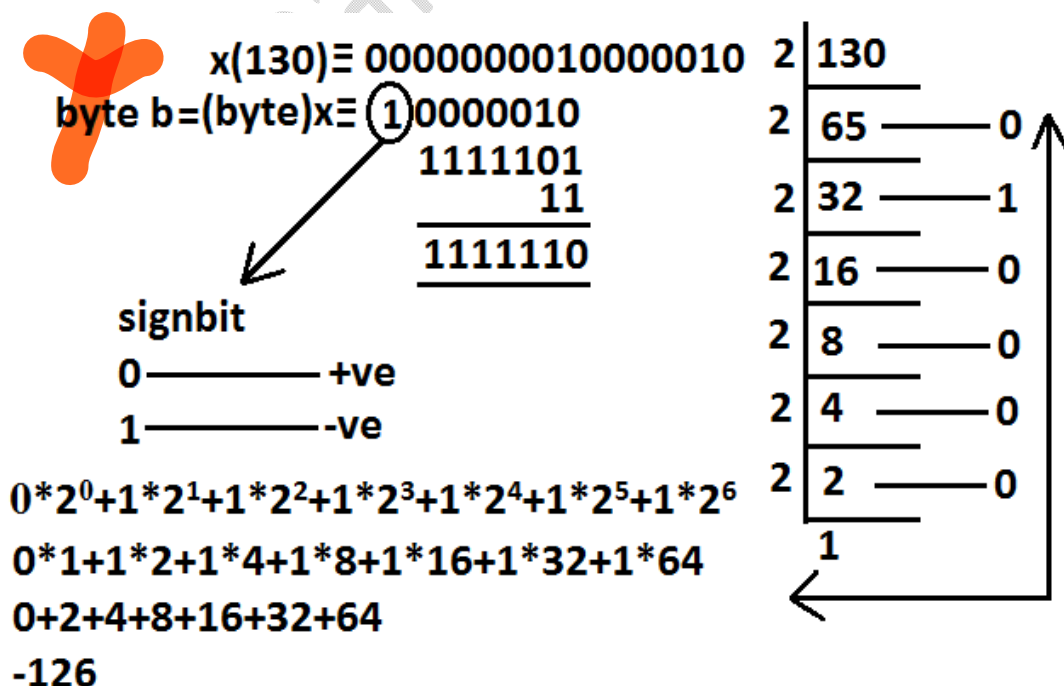 x(130)≡ 0000000010000010
byte b=(byte)x≡ 10000010
1111101
11
1111110
signbit
0 +ve
1 -ve
0*2⁰+1*2¹+1*2²+1*2³+1*2⁴+1*2⁵+1*2⁶
0*1+1*2+1*4+1*8+1*16+1*32+1*64
0+2+4+8+16+32+64
-126
2 130
2 65 0
2 32 1
2 16 0
2 8 0
2 4 0
2 2 0
1